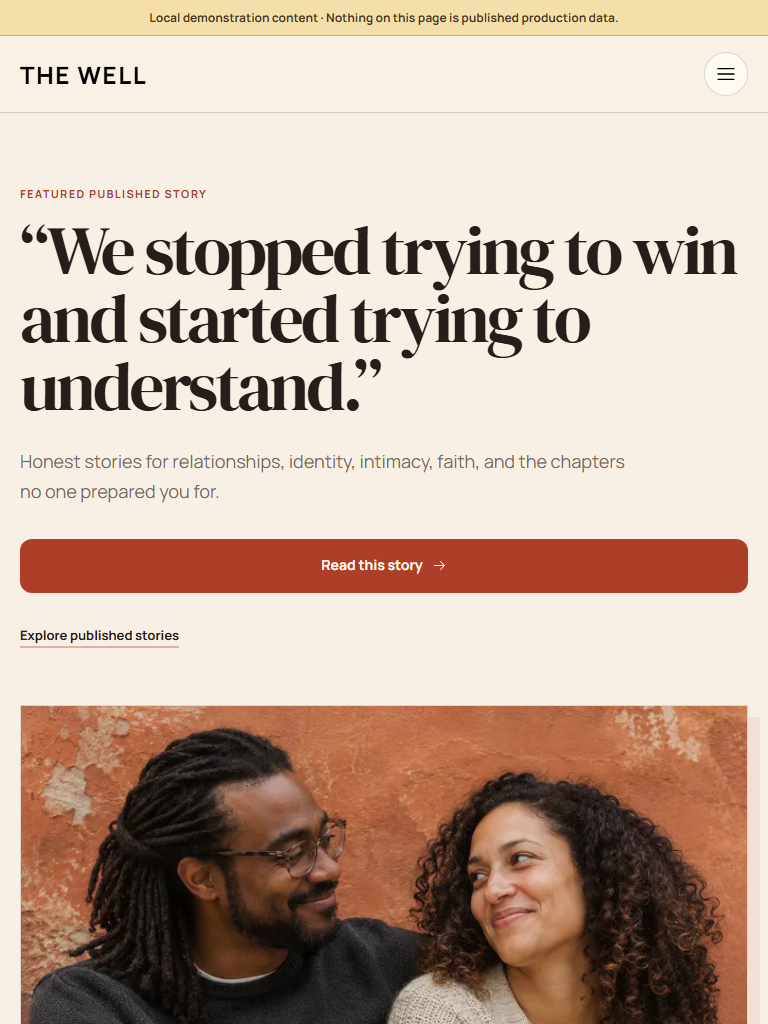 Local demonstration content · Nothing on this page is published production data.
THE WELL
FEATURED PUBLISHED STORY
“We stopped trying to win
and started trying to
understand.”
Honest stories for relationships, identity, intimacy, faith, and the chapters
no one prepared you for.
Read this story →
Explore published stories